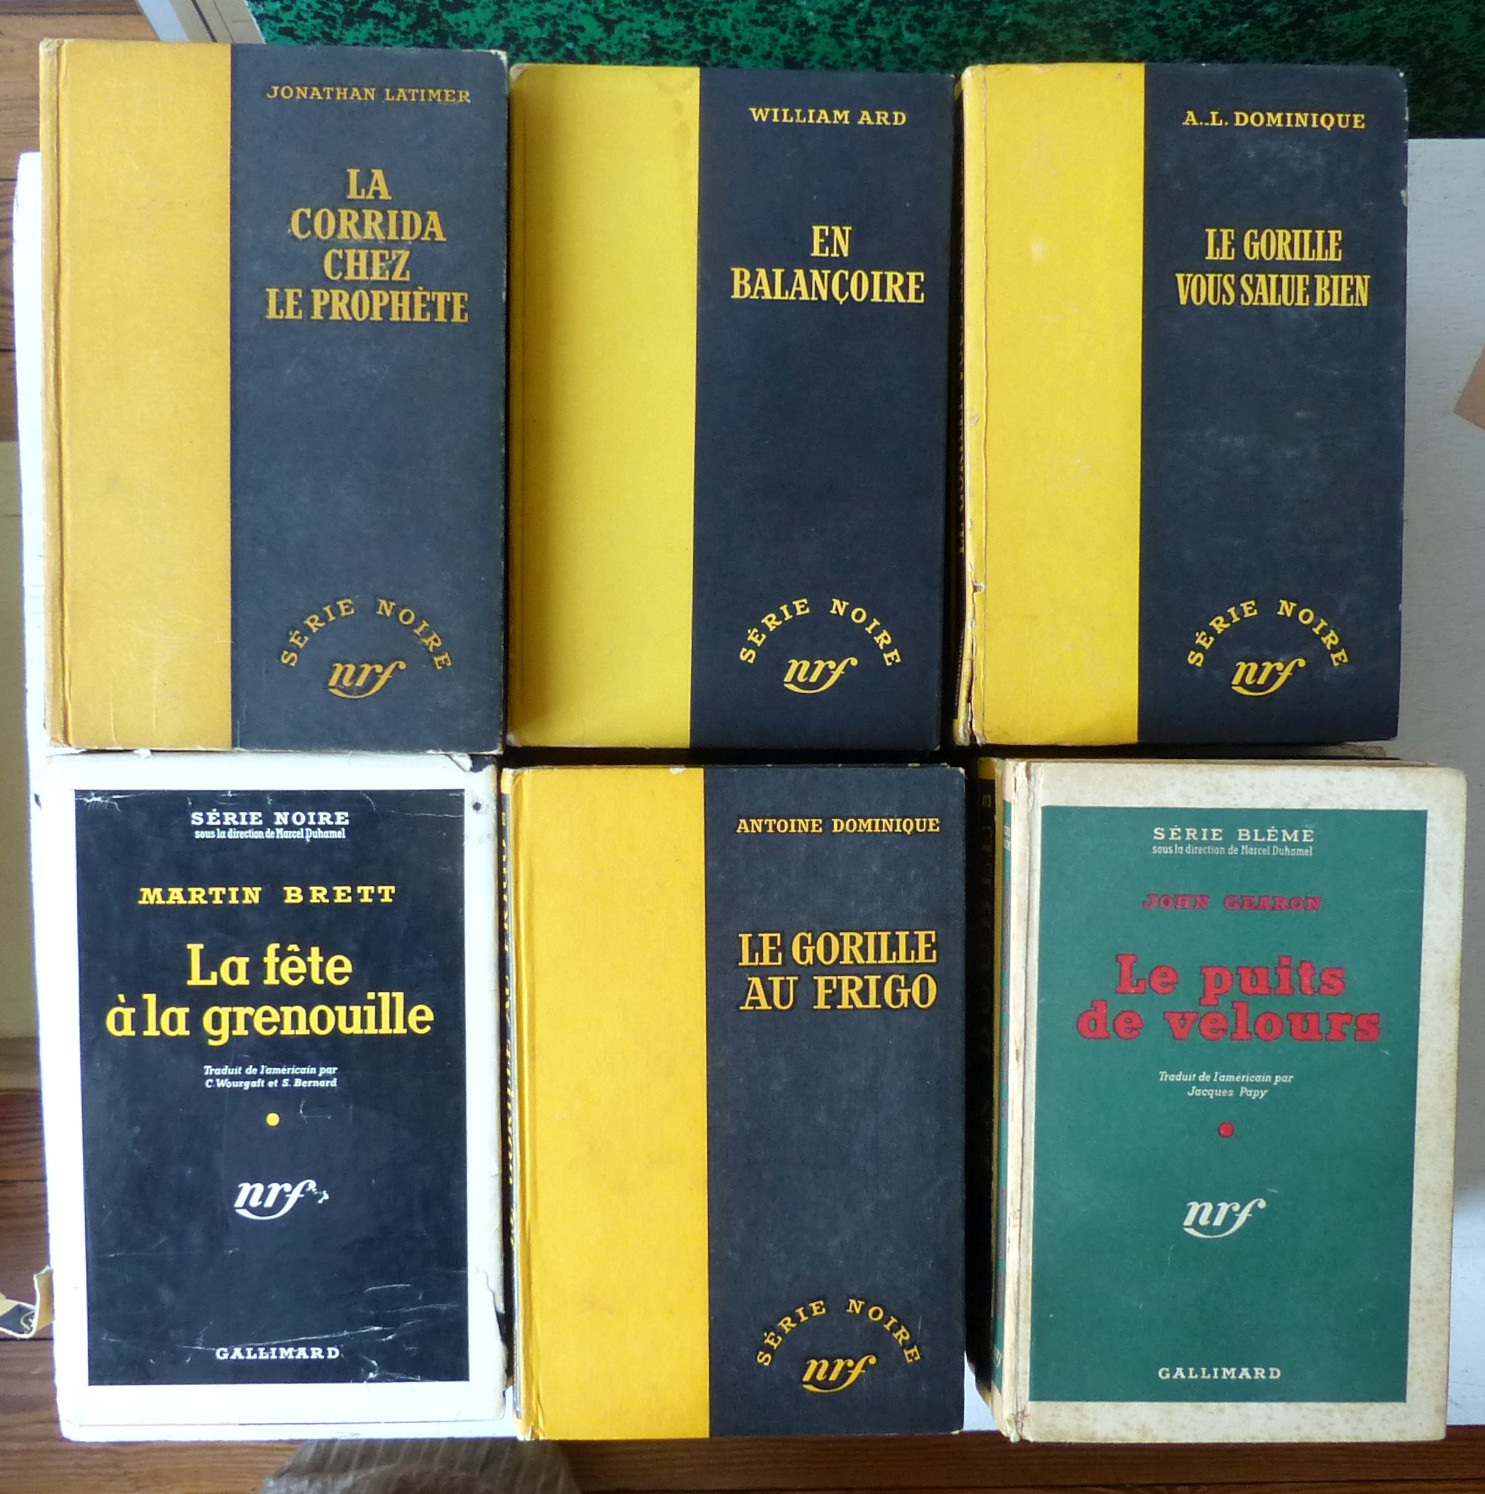 JONATHAN LATIMER
LA
CORRIDA
CHEZ
LE PROPHÈTE
SÉRIE NOIRE
nrf
WILLIAM ARD
EN
BALANÇOIRE
SÉRIE NOIRE
nrf
A..L. DOMINIQUE
LE GORILLE
VOUS SALUE BIEN
SÉRIE NOIRE
nrf
SÉRIE NOIRE
sous la direction de Marcel Duhamel
MARTIN BRETT
La fête
à la grenouille
Traduit de l'américain par
C. Wourgaft et S. Bernard
nrf
GALLIMARD
ANTOINE DOMINIQUE
LE GORILLE
AU FRIGO
SÉRIE NOIRE
nrf
SÉRIE BLÊME
sous la direction de Marcel Duhamel
JOHN GEARON
Le puits
de velours
Traduit de l'américain par
Jacques Papy
nrf
GALLIMARD